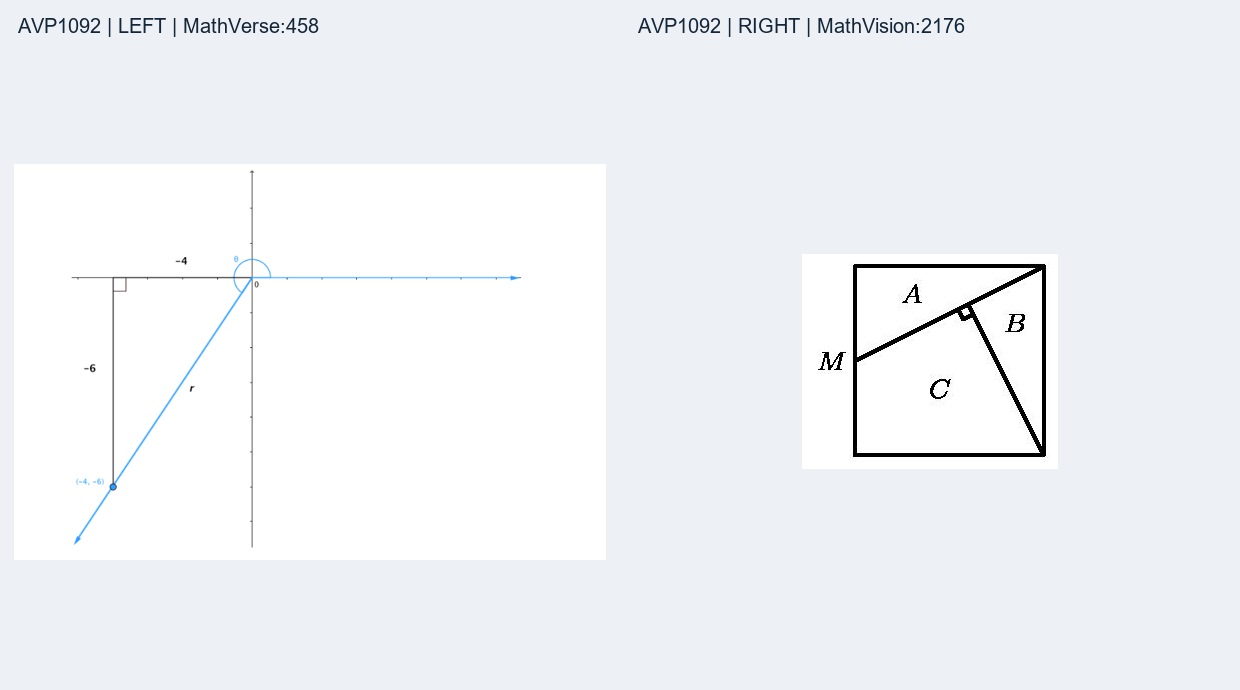 AVP1092 | LEFT | MathVerse:458
AVP1092 | RIGHT | MathVision:2176
-4
θ
0
-6
r
(-4, -6)
A
B
M
C